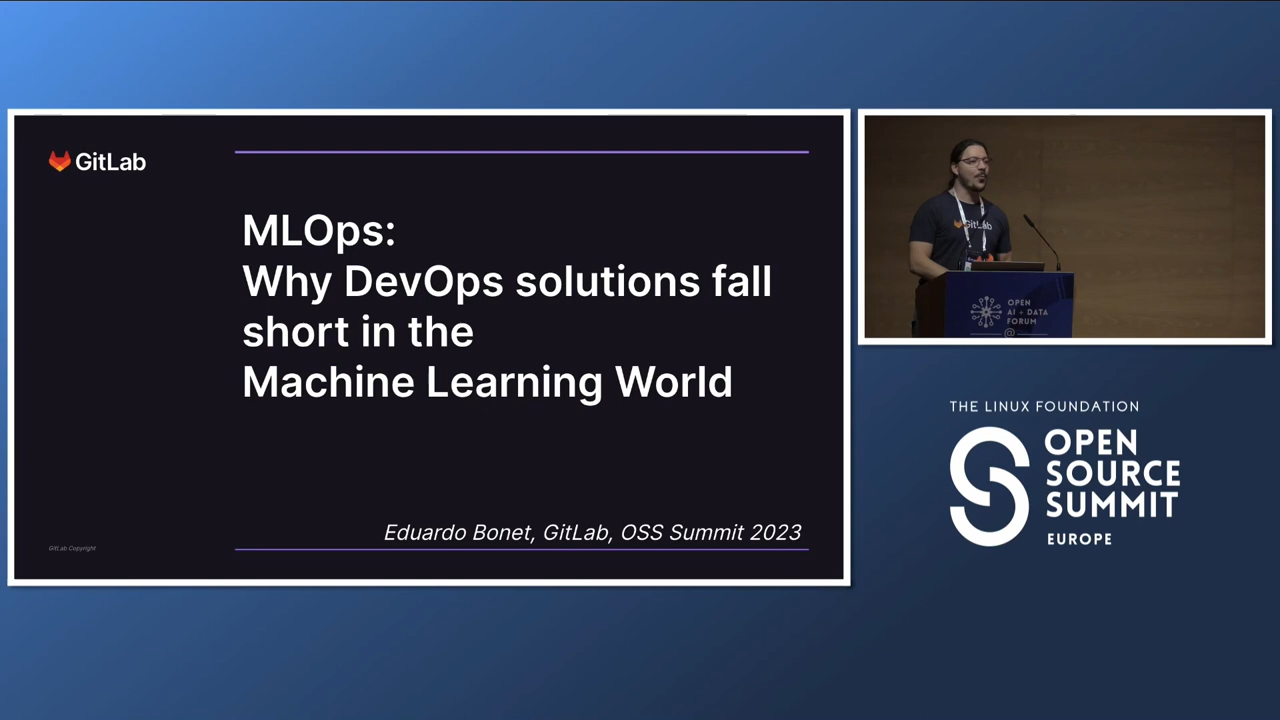 GitLab
MLOps:
Why DevOps solutions fall
short in the
Machine Learning World
Eduardo Bonet, GitLab, OSS Summit 2023
GitLab Copyright
GitLab
OPEN
AI + DATA
FORUM
@
THE LINUX FOUNDATION
OPEN
SOURCE
SUMMIT
EUROPE